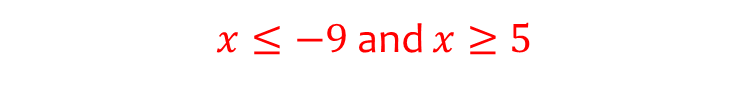 x ≤ −9 and x ≥ 5